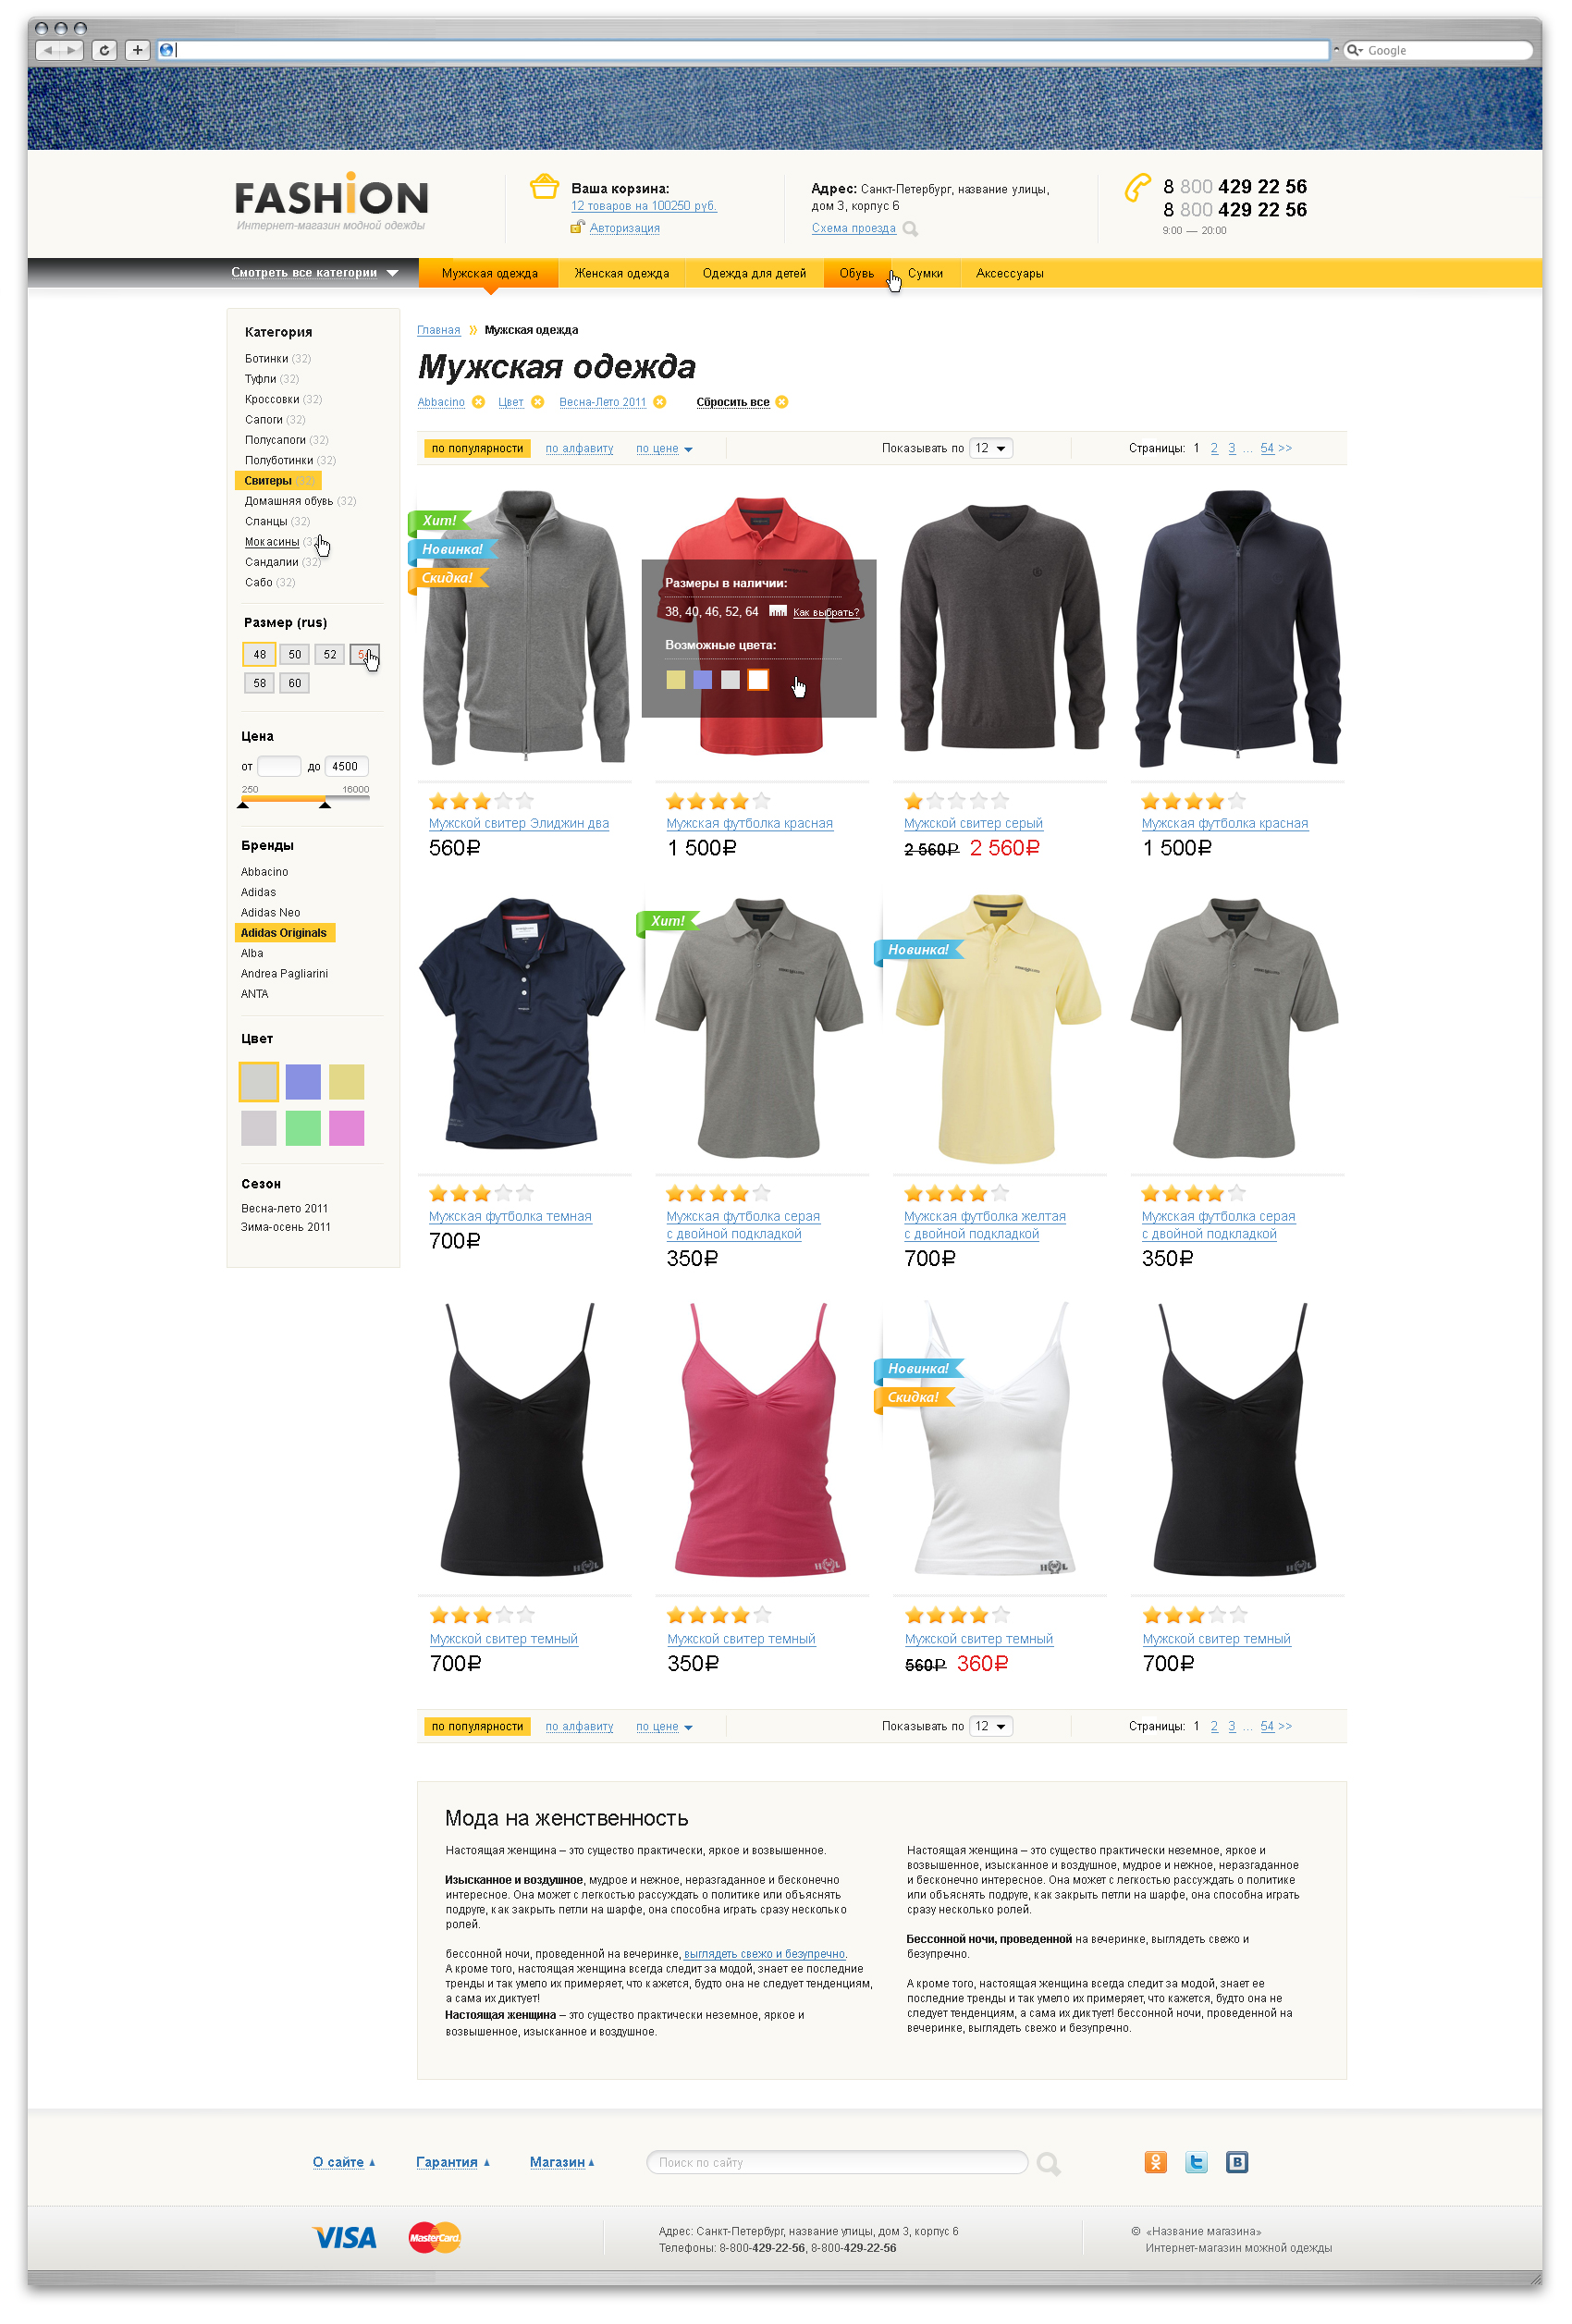 Google
FASHION
Интернет-магазин модной одежды
Ваша корзина:
12 товаров на 100250 руб.
Авторизация
Адрес: Санкт-Петербург, название улицы,
дом 3, корпус 6
Схема проезда
8 800 429 22 56
8 800 429 22 56
9:00 — 20:00
Смотреть все категории
Мужская одежда
Женская одежда
Одежда для детей
Обувь
Сумки
Аксессуары
Категория
Ботинки (32)
Туфли (32)
Кроссовки (32)
Сапоги (32)
Полусапоги (32)
Полуботинки (32)
Свитеры (32)
Домашняя обувь (32)
Сланцы (32)
Мокасины
Сандалии (32)
Сабо (32)
Размер (rus)
48 50 52
58 60
Цена
от до 4500
250 16000
Бренды
Abbacino
Adidas
Adidas Neo
Adidas Originals
Alba
Andrea Pagliarini
ANTA
Цвет
Сезон
Весна-лето 2011
Зима-осень 2011
Главная » Мужская одежда
Мужская одежда
Abbacino Цвет Весна-Лето 2011 Сбросить все
по популярности по алфавиту по цене Показывать по 12 Страницы: 1 2 3 ... 54 >>
Хит!
Новинка!
Скидка!
Размеры в наличии:
38, 40, 46, 52, 64 Как выбрать?
Возможные цвета:
Мужской свитер Элиджин два
560₽
Мужская футболка красная
1 500₽
Мужской свитер серый
2 560₽ 2 560₽
Мужская футболка красная
1 500₽
Хит!
Новинка!
Мужская футболка темная
700₽
Мужская футболка серая
с двойной подкладкой
350₽
Мужская футболка желтая
с двойной подкладкой
700₽
Мужская футболка серая
с двойной подкладкой
350₽
Новинка!
Скидка!
Мужской свитер темный
700₽
Мужской свитер темный
350₽
Мужской свитер темный
560₽ 360₽
Мужской свитер темный
700₽
по популярности по алфавиту по цене Показывать по 12 Страницы: 1 2 3 ... 54 >>
Мода на женственность
Настоящая женщина – это существо практически, яркое и возвышенное.
Изысканное и воздушное, мудрое и нежное, неразгаданное и бесконечно
интересное. Она может с легкостью рассуждать о политике или объяснять
подруге, как закрыть петли на шарфе, она способна играть сразу несколько
ролей.
бессонной ночи, проведенной на вечеринке, выглядеть свежо и безупречно.
А кроме того, настоящая женщина всегда следит за модой, знает ее последние
тренды и так умело их примеряет, что кажется, будто она не следует тенденциям,
а сама их диктует!
Настоящая женщина – это существо практически неземное, яркое и
возвышенное, изысканное и воздушное.
Настоящая женщина – это существо практически неземное, яркое и
возвышенное, изысканное и воздушное, мудрое и нежное, неразгаданное
и бесконечно интересное. Она может с легкостью рассуждать о политике
или объяснять подруге, как закрыть петли на шарфе, она способна играть
сразу несколько ролей.
Бессонной ночи, проведенной на вечеринке, выглядеть свежо и
безупречно.
А кроме того, настоящая женщина всегда следит за модой, знает ее
последние тренды и так умело их примеряет, что кажется, будто она не
следует тенденциям, а сама их диктует! бессонной ночи, проведенной на
вечеринке, выглядеть свежо и безупречно.
О сайте
Гарантия
Магазин
Поиск по сайту
VISA
MasterCard
Адрес: Санкт-Петербург, название улицы, дом 3, корпус 6
Телефоны: 8-800-429-22-56, 8-800-429-22-56
© «Название магазина»
Интернет-магазин можной одежды